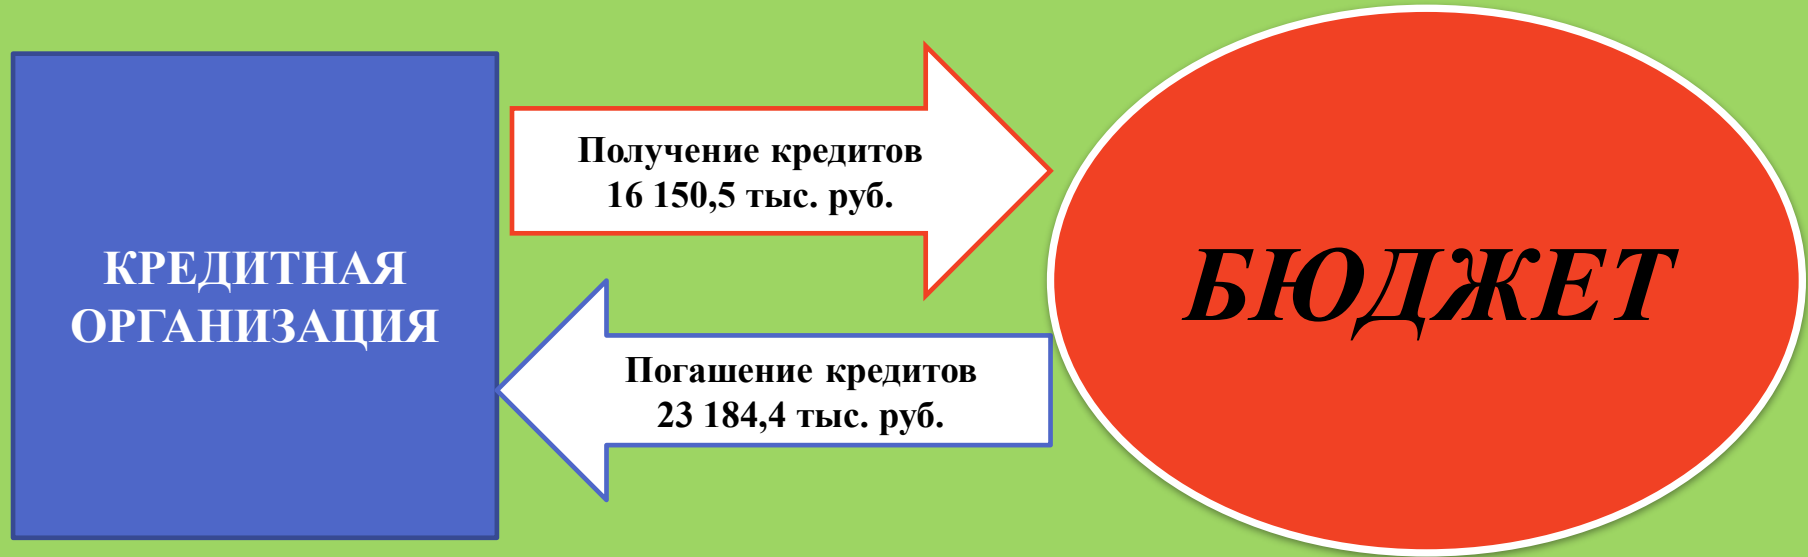 КРЕДИТНАЯ
ОРГАНИЗАЦИЯ
Получение кредитов
16 150,5 тыс. руб.
Погашение кредитов
23 184,4 тыс. руб.
БЮДЖЕТ